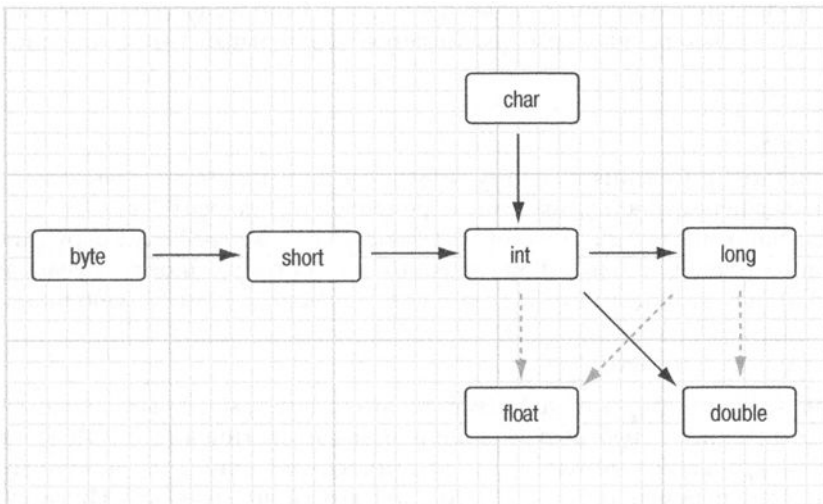 char
byte
short
int
long
float
double